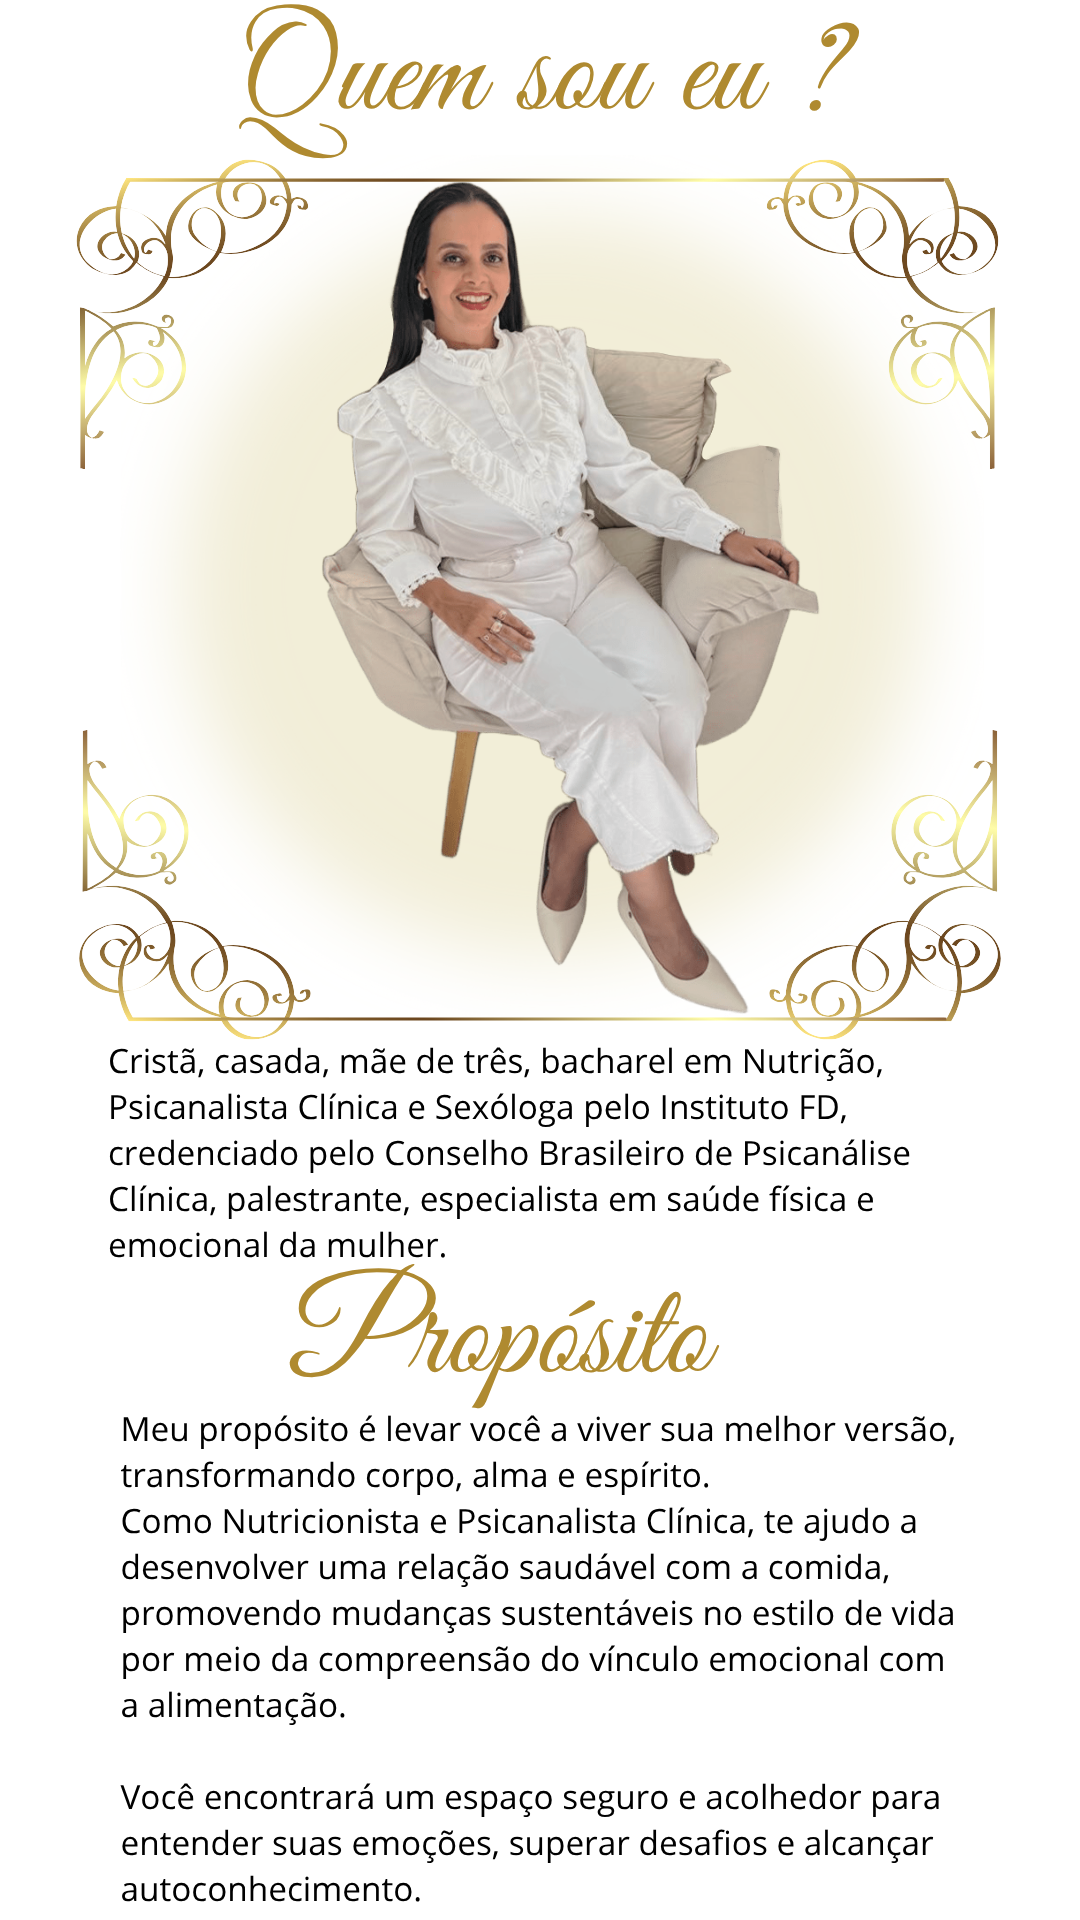 Quem sou eu ?
Cristã, casada, mãe de três, bacharel em Nutrição,
Psicanalista Clínica e Sexóloga pelo Instituto FD,
credenciado pelo Conselho Brasileiro de Psicanálise
Clínica, palestrante, especialista em saúde física e
emocional da mulher.
Propósito
Meu propósito é levar você a viver sua melhor versão,
transformando corpo, alma e espírito.
Como Nutricionista e Psicanalista Clínica, te ajudo a
desenvolver uma relação saudável com a comida,
promovendo mudanças sustentáveis no estilo de vida
por meio da compreensão do vínculo emocional com
a alimentação.
Você encontrará um espaço seguro e acolhedor para
entender suas emoções, superar desafios e alcançar
autoconhecimento.